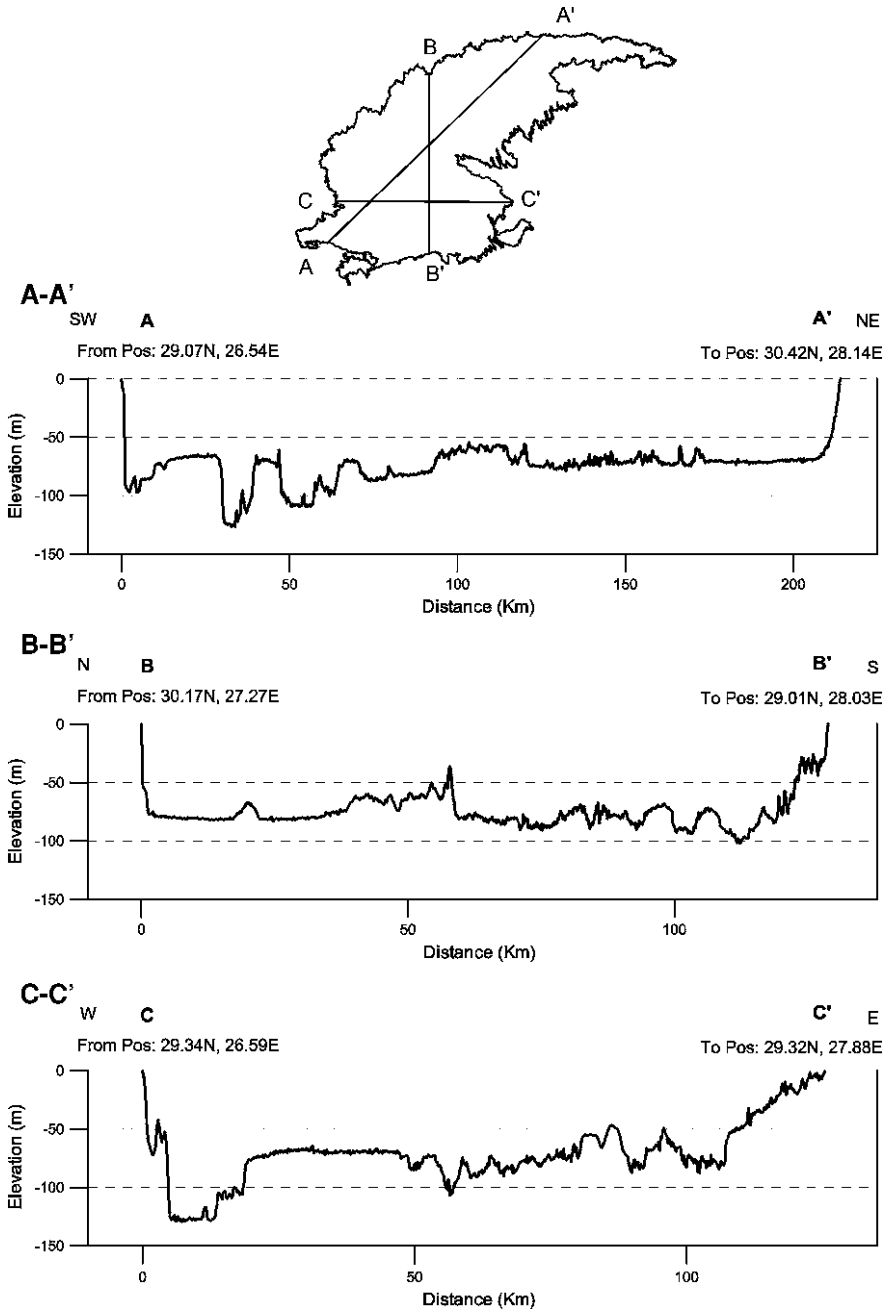 A'
B
C
C'
A
B'
A-A'
SW A A' NE
From Pos: 29.07N, 26.54E To Pos: 30.42N, 28.14E
0
-50
-100
-150
Elevation (m)
0 50 100 150 200
Distance (Km)
B-B'
N B B' S
From Pos: 30.17N, 27.27E To Pos: 29.01N, 28.03E
0
-50
-100
-150
Elevation (m)
0 50 100
Distance (Km)
C-C'
W C C' E
From Pos: 29.34N, 26.59E To Pos: 29.32N, 27.88E
0
-50
-100
-150
Elevation (m)
0 50 100
Distance (Km)